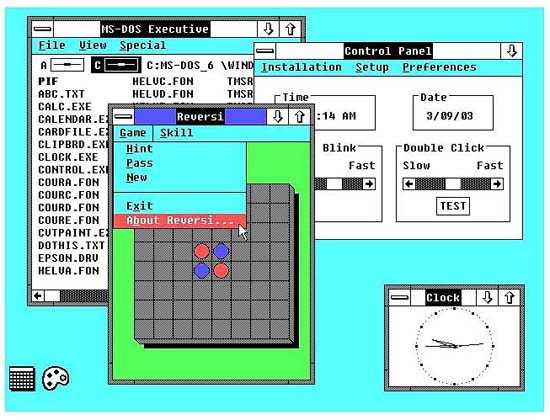 MS-DOS Executive
File View Special
A C C:MS-DOS_6 \WIND
PIF HELVC.FON TMSR
ABC.TXT HELVD.FON TMSR
CALC.EXE
CALENDAR.EX
CARDFILE.EX
CLIPBRD.EXE
CLOCK.EXE
CONTROL.EXE
COURA.FON
COURC.FON
COURD.FON
COURE.FON
CVTPAINT.EX
DOTHIS.TXT
EPSON.DRV
HELVA.FON
Control Panel
Installation Setup Preferences
Time
:14 AM
Date
3/09/03
Blink
Fast
Double Click
Slow Fast
TEST
Reversi
Game Skill
Hint
Pass
New
Exit
About Reversi...
Clock